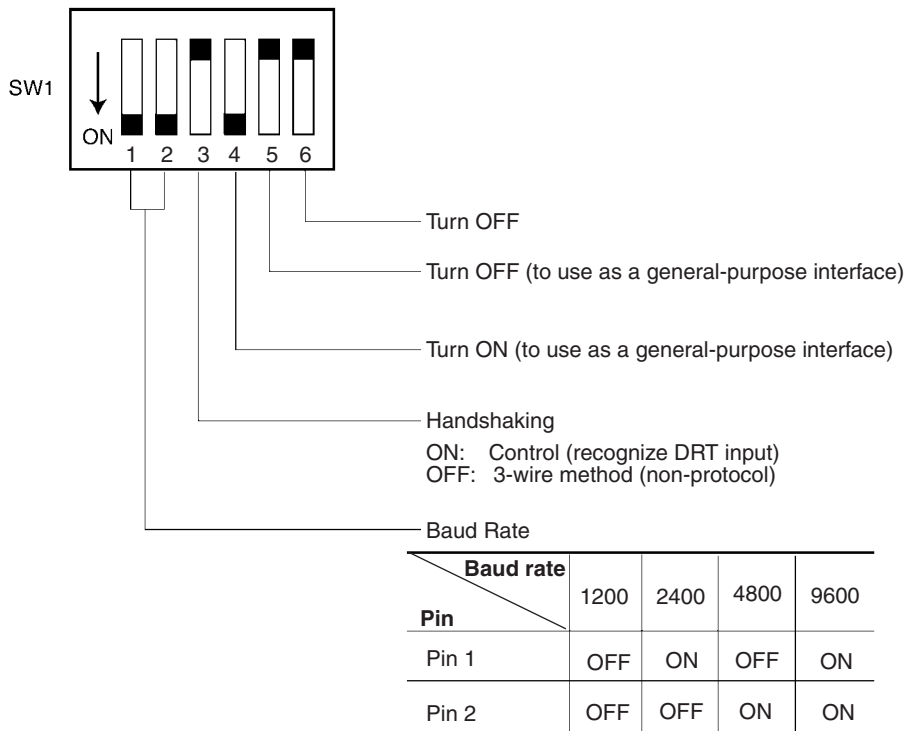 SW1
ON
1 2 3 4 5 6
Turn OFF
Turn OFF (to use as a general-purpose interface)
Turn ON (to use as a general-purpose interface)
Handshaking
ON: Control (recognize DRT input)
OFF: 3-wire method (non-protocol)
Baud Rate
Baud rate
Pin
1200 2400 4800 9600
Pin 1 OFF ON OFF ON
Pin 2 OFF OFF ON ON